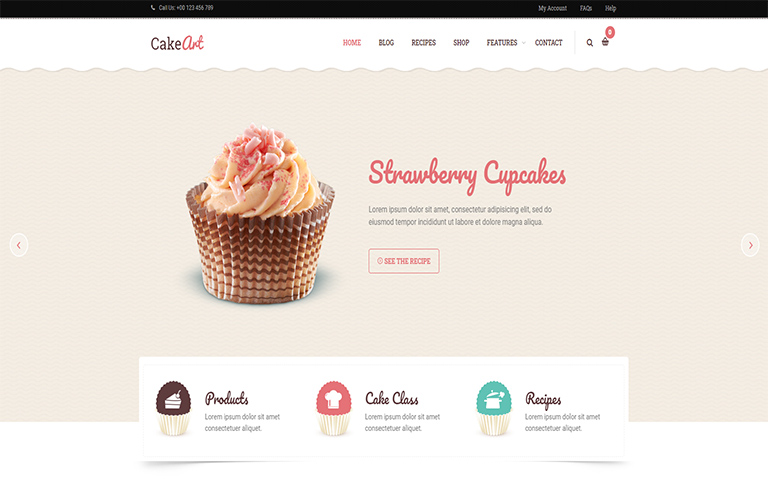 Call Us: +00 123 456 789
My Account FAQs Help
CakeArt
HOME BLOG RECIPES SHOP FEATURES CONTACT
0
Strawberry Cupcakes
Lorem ipsum dolor sit amet, consectetur adipisicing elit, sed do
eiusmod tempor incididunt ut labore et dolore magna aliqua.
SEE THE RECIPE
Products
Lorem ipsum dolor sit amet
consectetuer aliquet.
Cake Class
Lorem ipsum dolor sit amet
consectetuer aliquet.
Recipes
Lorem ipsum dolor sit amet
consectetuer aliquet.